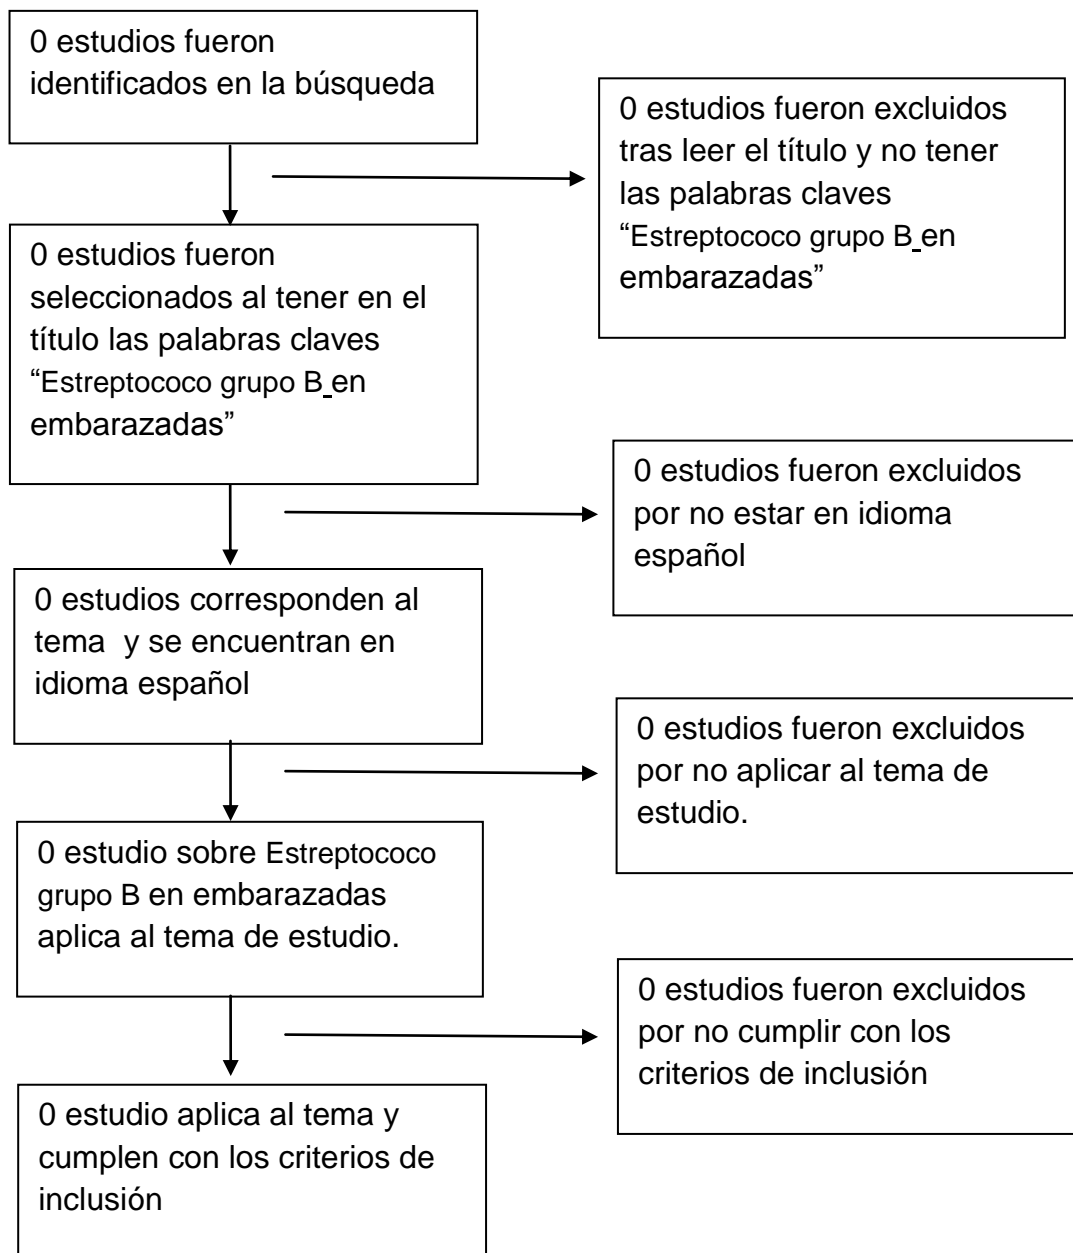 0 estudios fueron
identificados en la búsqueda
0 estudios fueron excluidos
tras leer el título y no tener
las palabras claves
“Estreptococo grupo B en
embarazadas”
0 estudios fueron
seleccionados al tener en el
título las palabras claves
“Estreptococo grupo B en
embarazadas”
0 estudios fueron excluidos
por no estar en idioma
español
0 estudios corresponden al
tema y se encuentran en
idioma español
0 estudios fueron excluidos
por no aplicar al tema de
estudio.
0 estudio sobre Estreptococo
grupo B en embarazadas
aplica al tema de estudio.
0 estudios fueron excluidos
por no cumplir con los
criterios de inclusión
0 estudio aplica al tema y
cumplen con los criterios de
inclusión